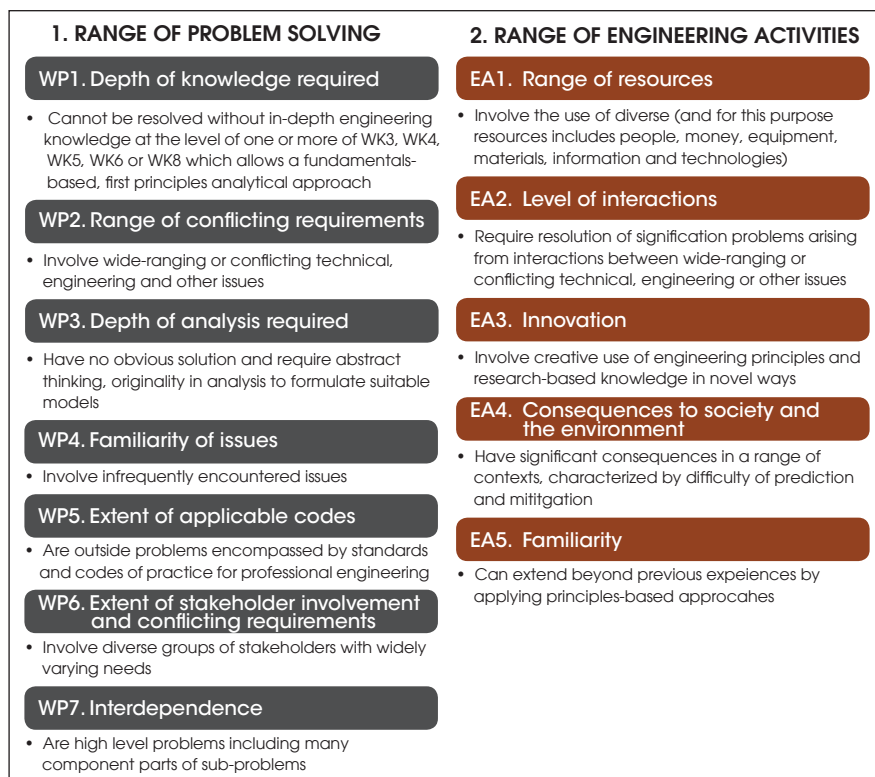 1. RANGE OF PROBLEM SOLVING
WP1. Depth of knowledge required
• Cannot be resolved without in-depth engineering
knowledge at the level of one or more of WK3, WK4,
WK5, WK6 or WK8 which allows a fundamentals-
based, first principles analytical approach
WP2. Range of conflicting requirements
• Involve wide-ranging or conflicting technical,
engineering and other issues
WP3. Depth of analysis required
• Have no obvious solution and require abstract
thinking, originality in analysis to formulate suitable
models
WP4. Familiarity of issues
• Involve infrequently encountered issues
WP5. Extent of applicable codes
• Are outside problems encompassed by standards
and codes of practice for professional engineering
WP6. Extent of stakeholder involvement
and conflicting requirements
• Involve diverse groups of stakeholders with widely
varying needs
WP7. Interdependence
• Are high level problems including many
component parts of sub-problems
2. RANGE OF ENGINEERING ACTIVITIES
EA1. Range of resources
• Involve the use of diverse (and for this purpose
resources includes people, money, equipment,
materials, information and technologies)
EA2. Level of interactions
• Require resolution of signification problems arising
from interactions between wide-ranging or
conflicting technical, engineering or other issues
EA3. Innovation
• Involve creative use of engineering principles and
research-based knowledge in novel ways
EA4. Consequences to society and
the environment
• Have significant consequences in a range of
contexts, characterized by difficulty of prediction
and mititgation
EA5. Familiarity
• Can extend beyond previous expeiences by
applying principles-based approcahes